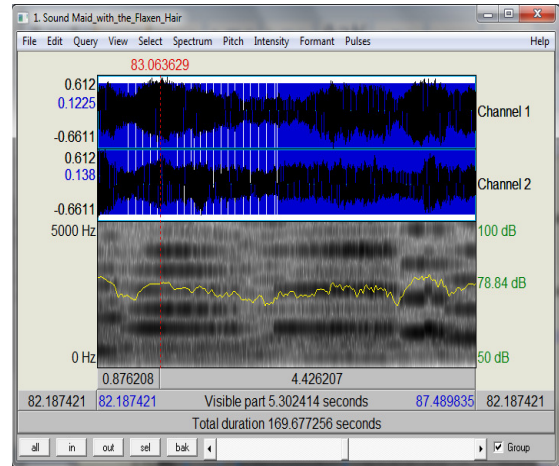 1. Sound Maid_with_the_Flaxen_Hair
File Edit Query View Select Spectrum Pitch Intensity Formant Pulses Help
83.063629
0.612
0.1225
-0.6611
Channel 1
0.612
0.138
-0.6611
Channel 2
5000 Hz
100 dB
78.84 dB
0 Hz
50 dB
0.876208 4.426207
82.187421 82.187421 Visible part 5.302414 seconds 87.489835 82.187421
Total duration 169.677256 seconds
all in out sel bak Group